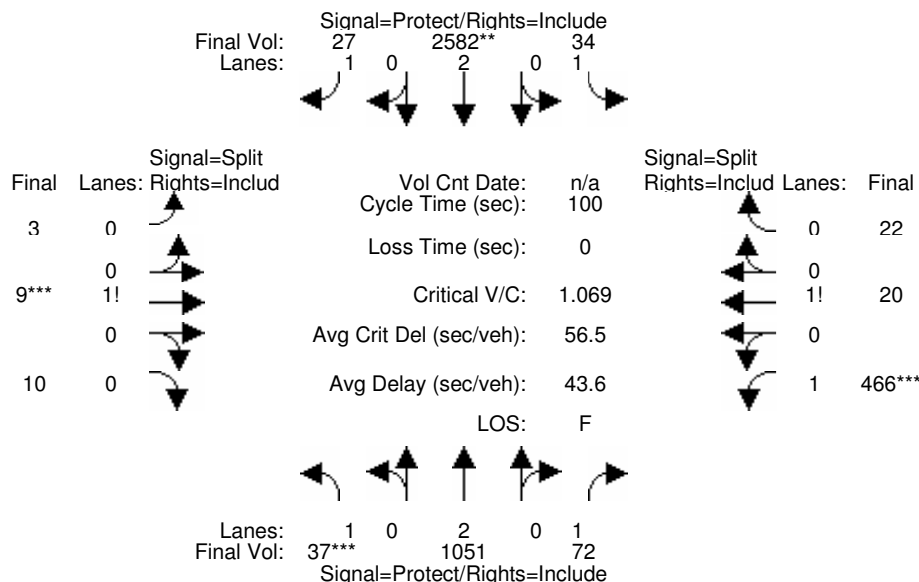 Signal=Protect/Rights=Include
Final Vol: 27 2582** 34
Lanes: 1 0 2 0 1
Signal=Split Signal=Split
Final Lanes: Rights=Includ Vol Cnt Date: n/a Rights=Includ Lanes: Final
Cycle Time (sec): 100
3 0 0 22
Loss Time (sec): 0
0 0
9*** 1! Critical V/C: 1.069 1! 20
0 Avg Crit Del (sec/veh): 56.5 0
10 0 Avg Delay (sec/veh): 43.6 1 466***
LOS: F
Lanes: 1 0 2 0 1
Final Vol: 37*** 1051 72
Signal=Protect/Rights=Include